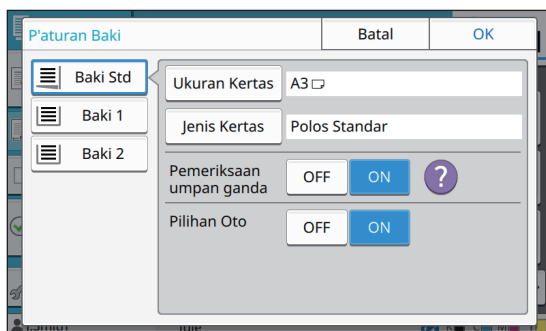 P'aturan Baki
Batal
OK
Baki Std
Baki 1
Baki 2
Ukuran Kertas
A3
Jenis Kertas
Polos Standar
Pemeriksaan
umpan ganda
OFF
ON
?
Pilihan Oto
OFF
ON